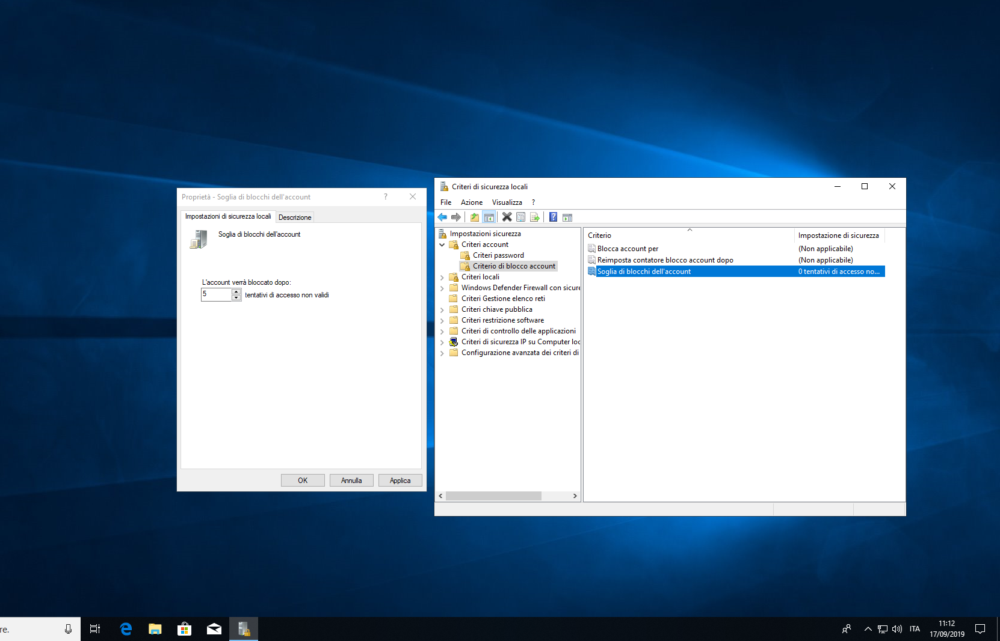 Proprietà - Soglia di blocchi dell'account
?
Impostazioni di sicurezza locali
Descrizione
Soglia di blocchi dell'account
L'account verrà bloccato dopo:
5
tentativi di accesso non validi
OK
Annulla
Applica
Criteri di sicurezza locali
File
Azione
Visualizza
?
Impostazioni sicurezza
Criteri account
Criteri password
Criterio di blocco account
Criteri locali
Windows Defender Firewall con sicure
Criteri Gestione elenco reti
Criteri chiave pubblica
Criteri restrizione software
Criteri di controllo delle applicazioni
Criteri di sicurezza IP su Computer loc
Configurazione avanzata dei criteri di
Criterio
Impostazione di sicurezza
Blocca account per
(Non applicabile)
Reimposta contatore blocco account dopo
(Non applicabile)
Soglia di blocchi dell'account
0 tentativi di accesso no...
re.
ITA
11:12
17/09/2019